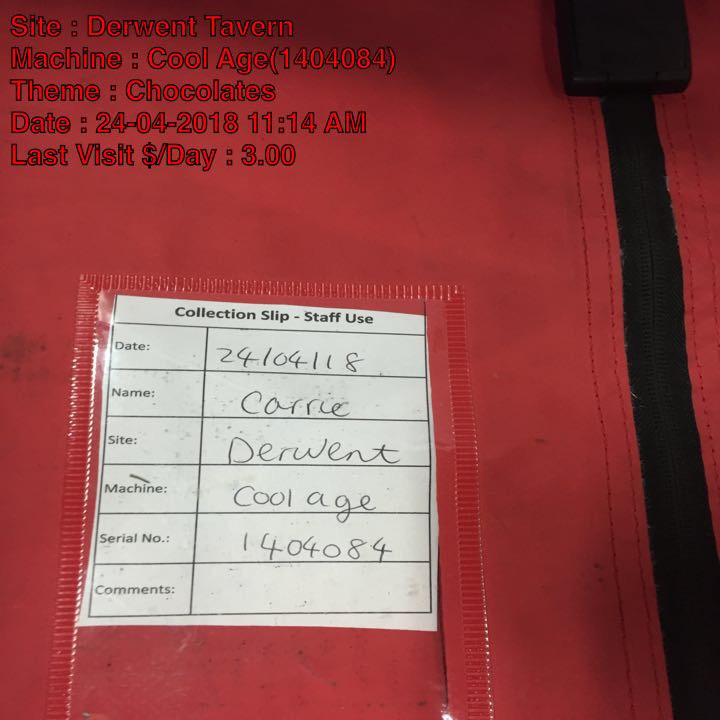 Site : Derwent Tavern
Machine : Cool Age(1404084)
Theme : Chocolates
Date : 24-04-2018 11:14 AM
Last Visit $/Day : 3.00
Collection Slip - Staff Use
Date: 24/04/18
Name: Carrie
Site: Derwent
Machine: Cool age
Serial No.: 1404084
Comments: